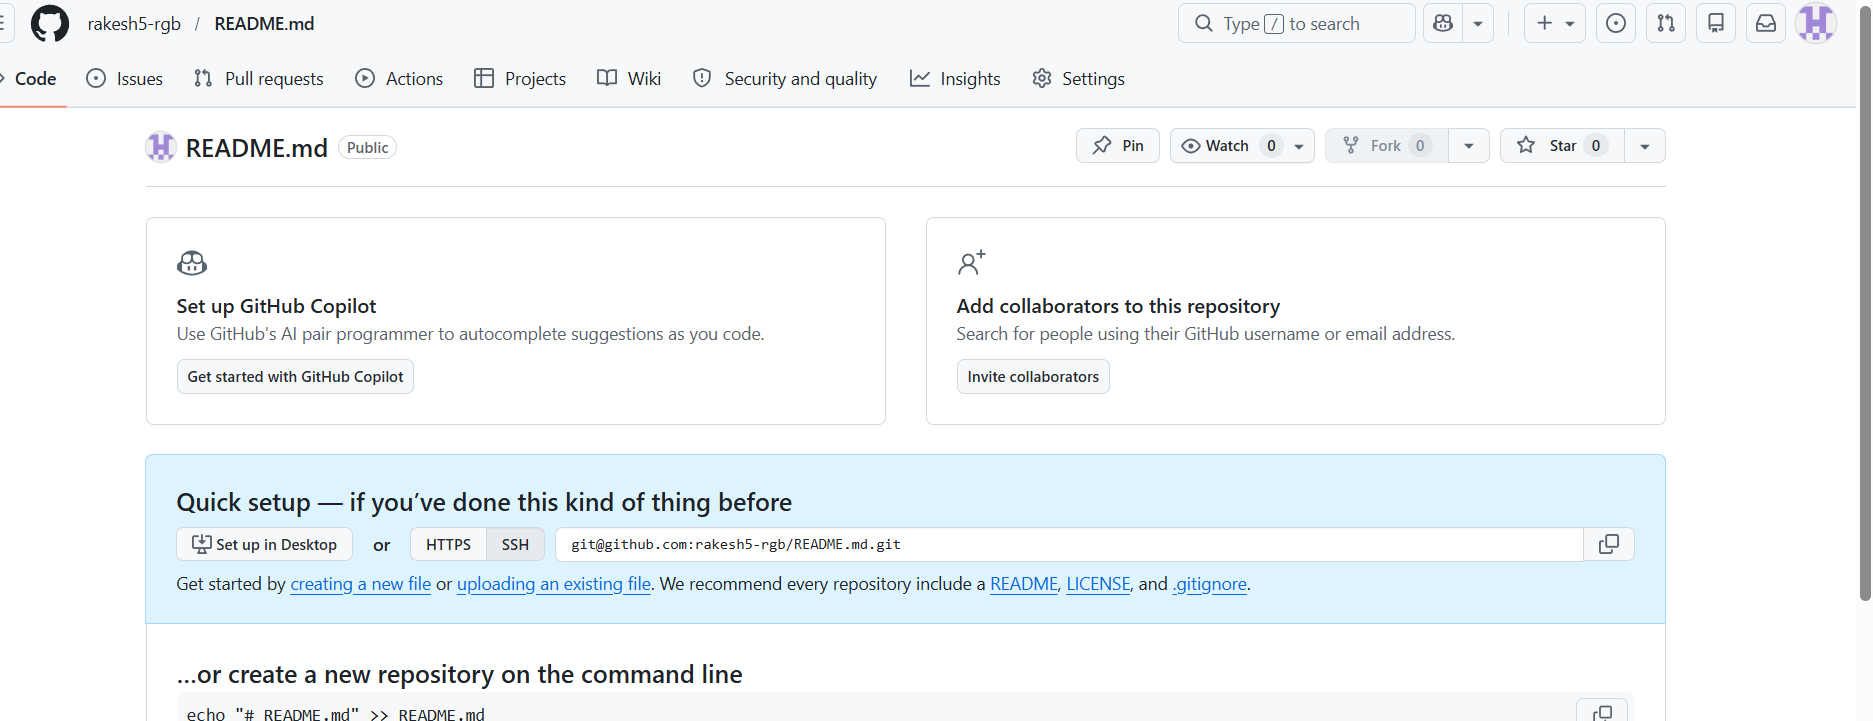 rakesh5-rgb / README.md
Type / to search
Code Issues Pull requests Actions Projects Wiki Security and quality Insights Settings
README.md Public
Pin Watch 0 Fork 0 Star 0
Set up GitHub Copilot
Use GitHub's AI pair programmer to autocomplete suggestions as you code.
Get started with GitHub Copilot
Add collaborators to this repository
Search for people using their GitHub username or email address.
Invite collaborators
Quick setup — if you’ve done this kind of thing before
Set up in Desktop or HTTPS SSH git@github.com:rakesh5-rgb/README.md.git
Get started by creating a new file or uploading an existing file. We recommend every repository include a README, LICENSE, and .gitignore.
…or create a new repository on the command line
echo "# README.md" >> README.md